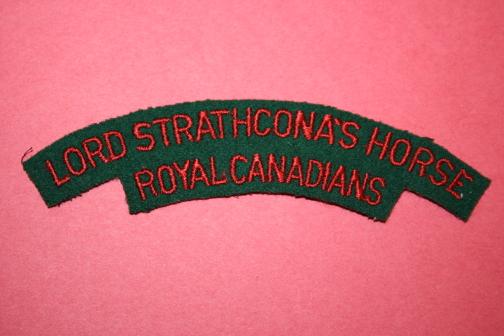 LORD STRATHCONA'S HORSE
ROYAL CANADIANS